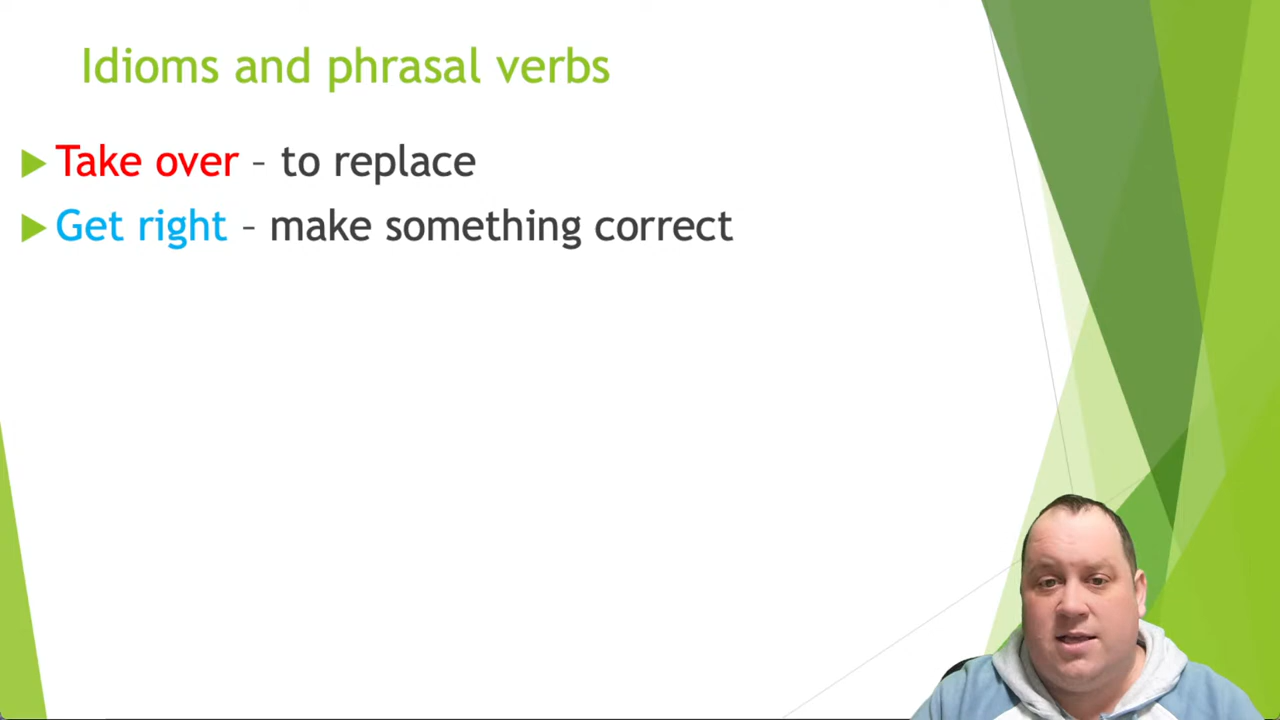 Idioms and phrasal verbs
Take over – to replace
Get right – make something correct